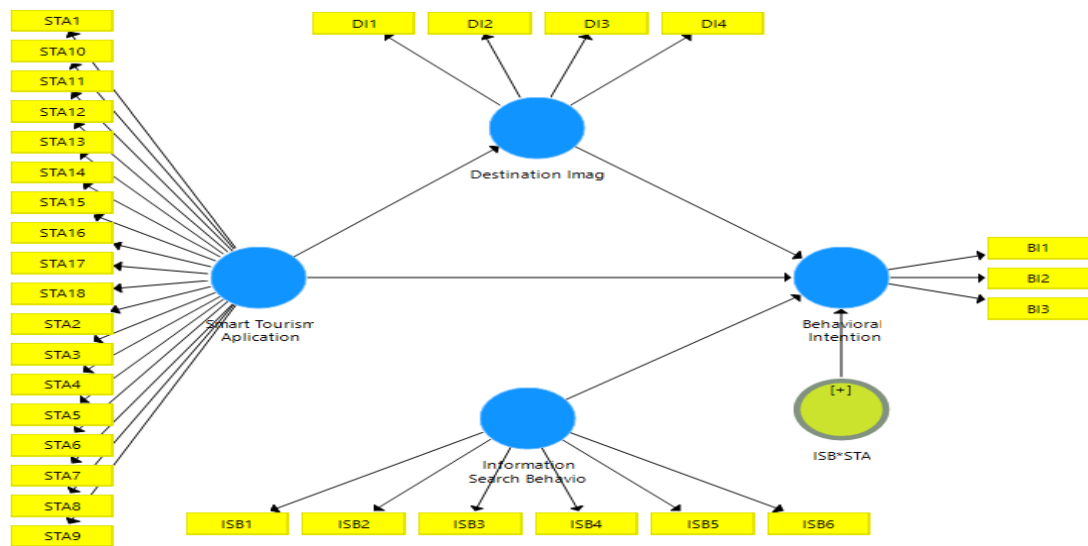 STA1
STA10
STA11
STA12
STA13
STA14
STA15
STA16
STA17
STA18
STA2
STA3
STA4
STA5
STA6
STA7
STA8
STA9
DI1
DI2
DI3
DI4
Destination Imag
Smart Tourism
Aplication
Behavioral
Intention
BI1
BI2
BI3
[+]
ISB*STA
Information
Search Behavio
ISB1
ISB2
ISB3
ISB4
ISB5
ISB6